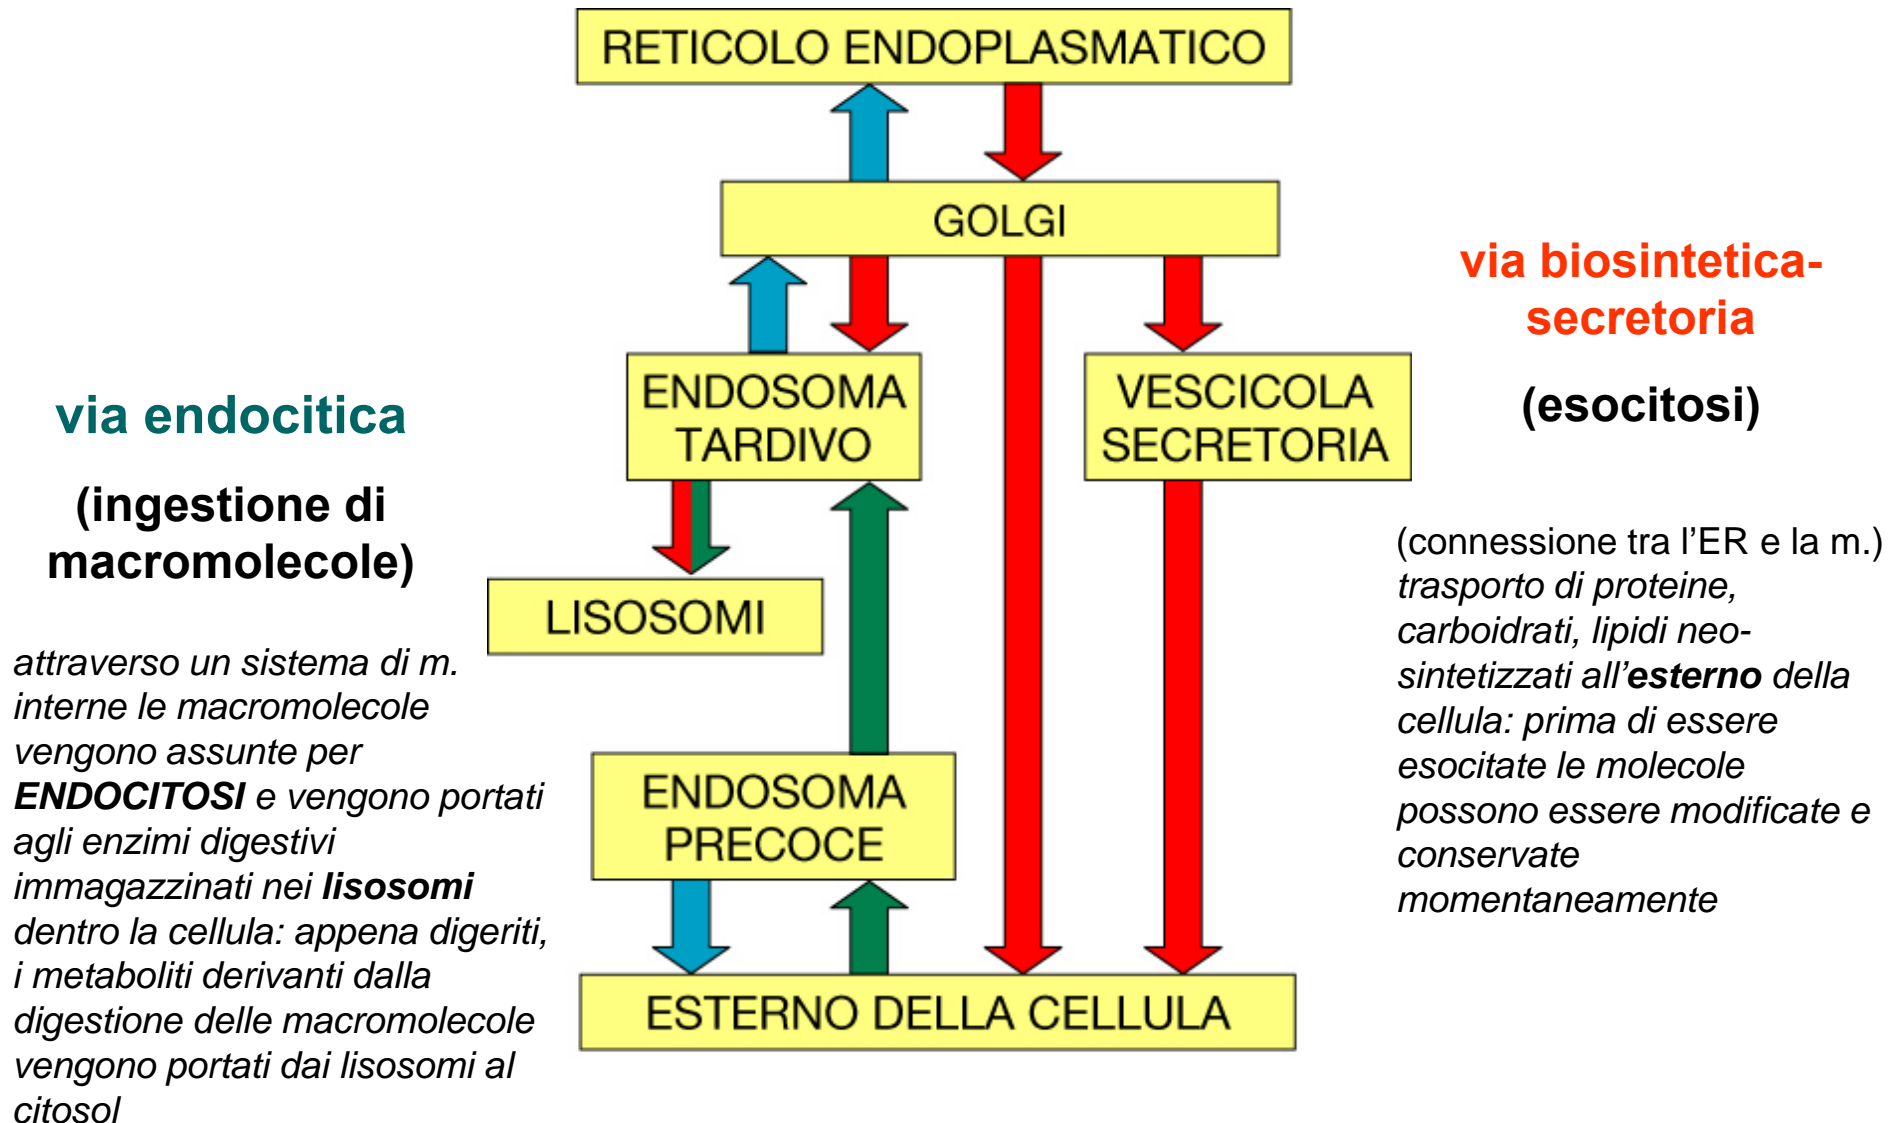 RETICOLO ENDOPLASMATICO
GOLGI
ENDOSOMA
TARDIVO
VESCICOLA
SECRETORIA
LISOSOMI
ENDOSOMA
PRECOCE
ESTERNO DELLA CELLULA
via endocitica
(ingestione di
macromolecole)
attraverso un sistema di m.
interne le macromolecole
vengono assunte per
ENDOCITOSI e vengono portati
agli enzimi digestivi
immagazzinati nei lisosomi
dentro la cellula: appena digeriti,
i metaboliti derivanti dalla
digestione delle macromolecole
vengono portati dai lisosomi al
citosol
via biosintetica-
secretoria
(esocitosi)
(connessione tra l’ER e la m.)
trasporto di proteine,
carboidrati, lipidi neo-
sintetizzati all’esterno della
cellula: prima di essere
esocitate le molecole
possono essere modificate e
conservate
momentaneamente